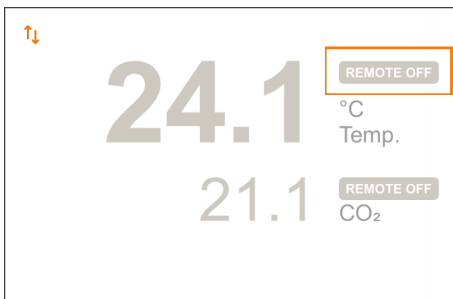 24.1
REMOTE OFF
°C
Temp.
21.1
REMOTE OFF
CO₂